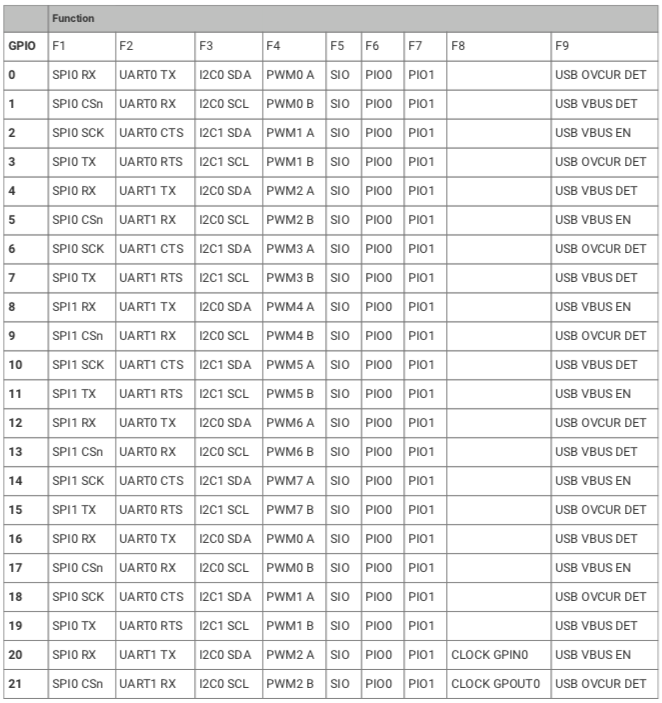 Function
GPIO F1 F2 F3 F4 F5 F6 F7 F8 F9
0 SPI0 RX UART0 TX I2C0 SDA PWM0 A SIO PIO0 PIO1 USB OVCUR DET
1 SPI0 CSn UART0 RX I2C0 SCL PWM0 B SIO PIO0 PIO1 USB VBUS DET
2 SPI0 SCK UART0 CTS I2C1 SDA PWM1 A SIO PIO0 PIO1 USB VBUS EN
3 SPI0 TX UART0 RTS I2C1 SCL PWM1 B SIO PIO0 PIO1 USB OVCUR DET
4 SPI0 RX UART1 TX I2C0 SDA PWM2 A SIO PIO0 PIO1 USB VBUS DET
5 SPI0 CSn UART1 RX I2C0 SCL PWM2 B SIO PIO0 PIO1 USB VBUS EN
6 SPI0 SCK UART1 CTS I2C1 SDA PWM3 A SIO PIO0 PIO1 USB OVCUR DET
7 SPI0 TX UART1 RTS I2C1 SCL PWM3 B SIO PIO0 PIO1 USB VBUS DET
8 SPI1 RX UART1 TX I2C0 SDA PWM4 A SIO PIO0 PIO1 USB VBUS EN
9 SPI1 CSn UART1 RX I2C0 SCL PWM4 B SIO PIO0 PIO1 USB OVCUR DET
10 SPI1 SCK UART1 CTS I2C1 SDA PWM5 A SIO PIO0 PIO1 USB VBUS DET
11 SPI1 TX UART1 RTS I2C1 SCL PWM5 B SIO PIO0 PIO1 USB VBUS EN
12 SPI1 RX UART0 TX I2C0 SDA PWM6 A SIO PIO0 PIO1 USB OVCUR DET
13 SPI1 CSn UART0 RX I2C0 SCL PWM6 B SIO PIO0 PIO1 USB VBUS DET
14 SPI1 SCK UART0 CTS I2C1 SDA PWM7 A SIO PIO0 PIO1 USB VBUS EN
15 SPI1 TX UART0 RTS I2C1 SCL PWM7 B SIO PIO0 PIO1 USB OVCUR DET
16 SPI0 RX UART0 TX I2C0 SDA PWM0 A SIO PIO0 PIO1 USB VBUS DET
17 SPI0 CSn UART0 RX I2C0 SCL PWM0 B SIO PIO0 PIO1 USB VBUS EN
18 SPI0 SCK UART0 CTS I2C1 SDA PWM1 A SIO PIO0 PIO1 USB OVCUR DET
19 SPI0 TX UART0 RTS I2C1 SCL PWM1 B SIO PIO0 PIO1 USB VBUS DET
20 SPI0 RX UART1 TX I2C0 SDA PWM2 A SIO PIO0 PIO1 CLOCK GPIN0 USB VBUS EN
21 SPI0 CSn UART1 RX I2C0 SCL PWM2 B SIO PIO0 PIO1 CLOCK GPOUT0 USB OVCUR DET